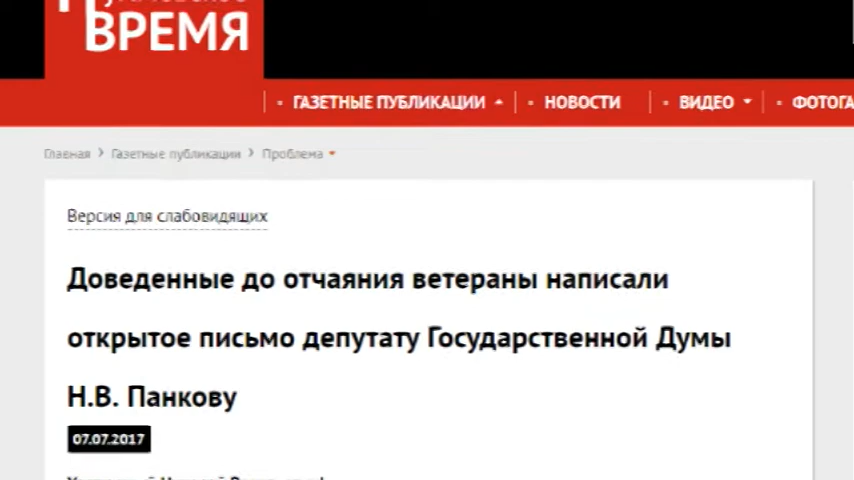 ВРЕМЯ
ГАЗЕТНЫЕ ПУБЛИКАЦИИ НОВОСТИ ВИДЕО ФОТОГА
Главная › Газетные публикации › Проблема
Версия для слабовидящих
Доведенные до отчаяния ветераны написали
открытое письмо депутату Государственной Думы
Н.В. Панкову
07.07.2017